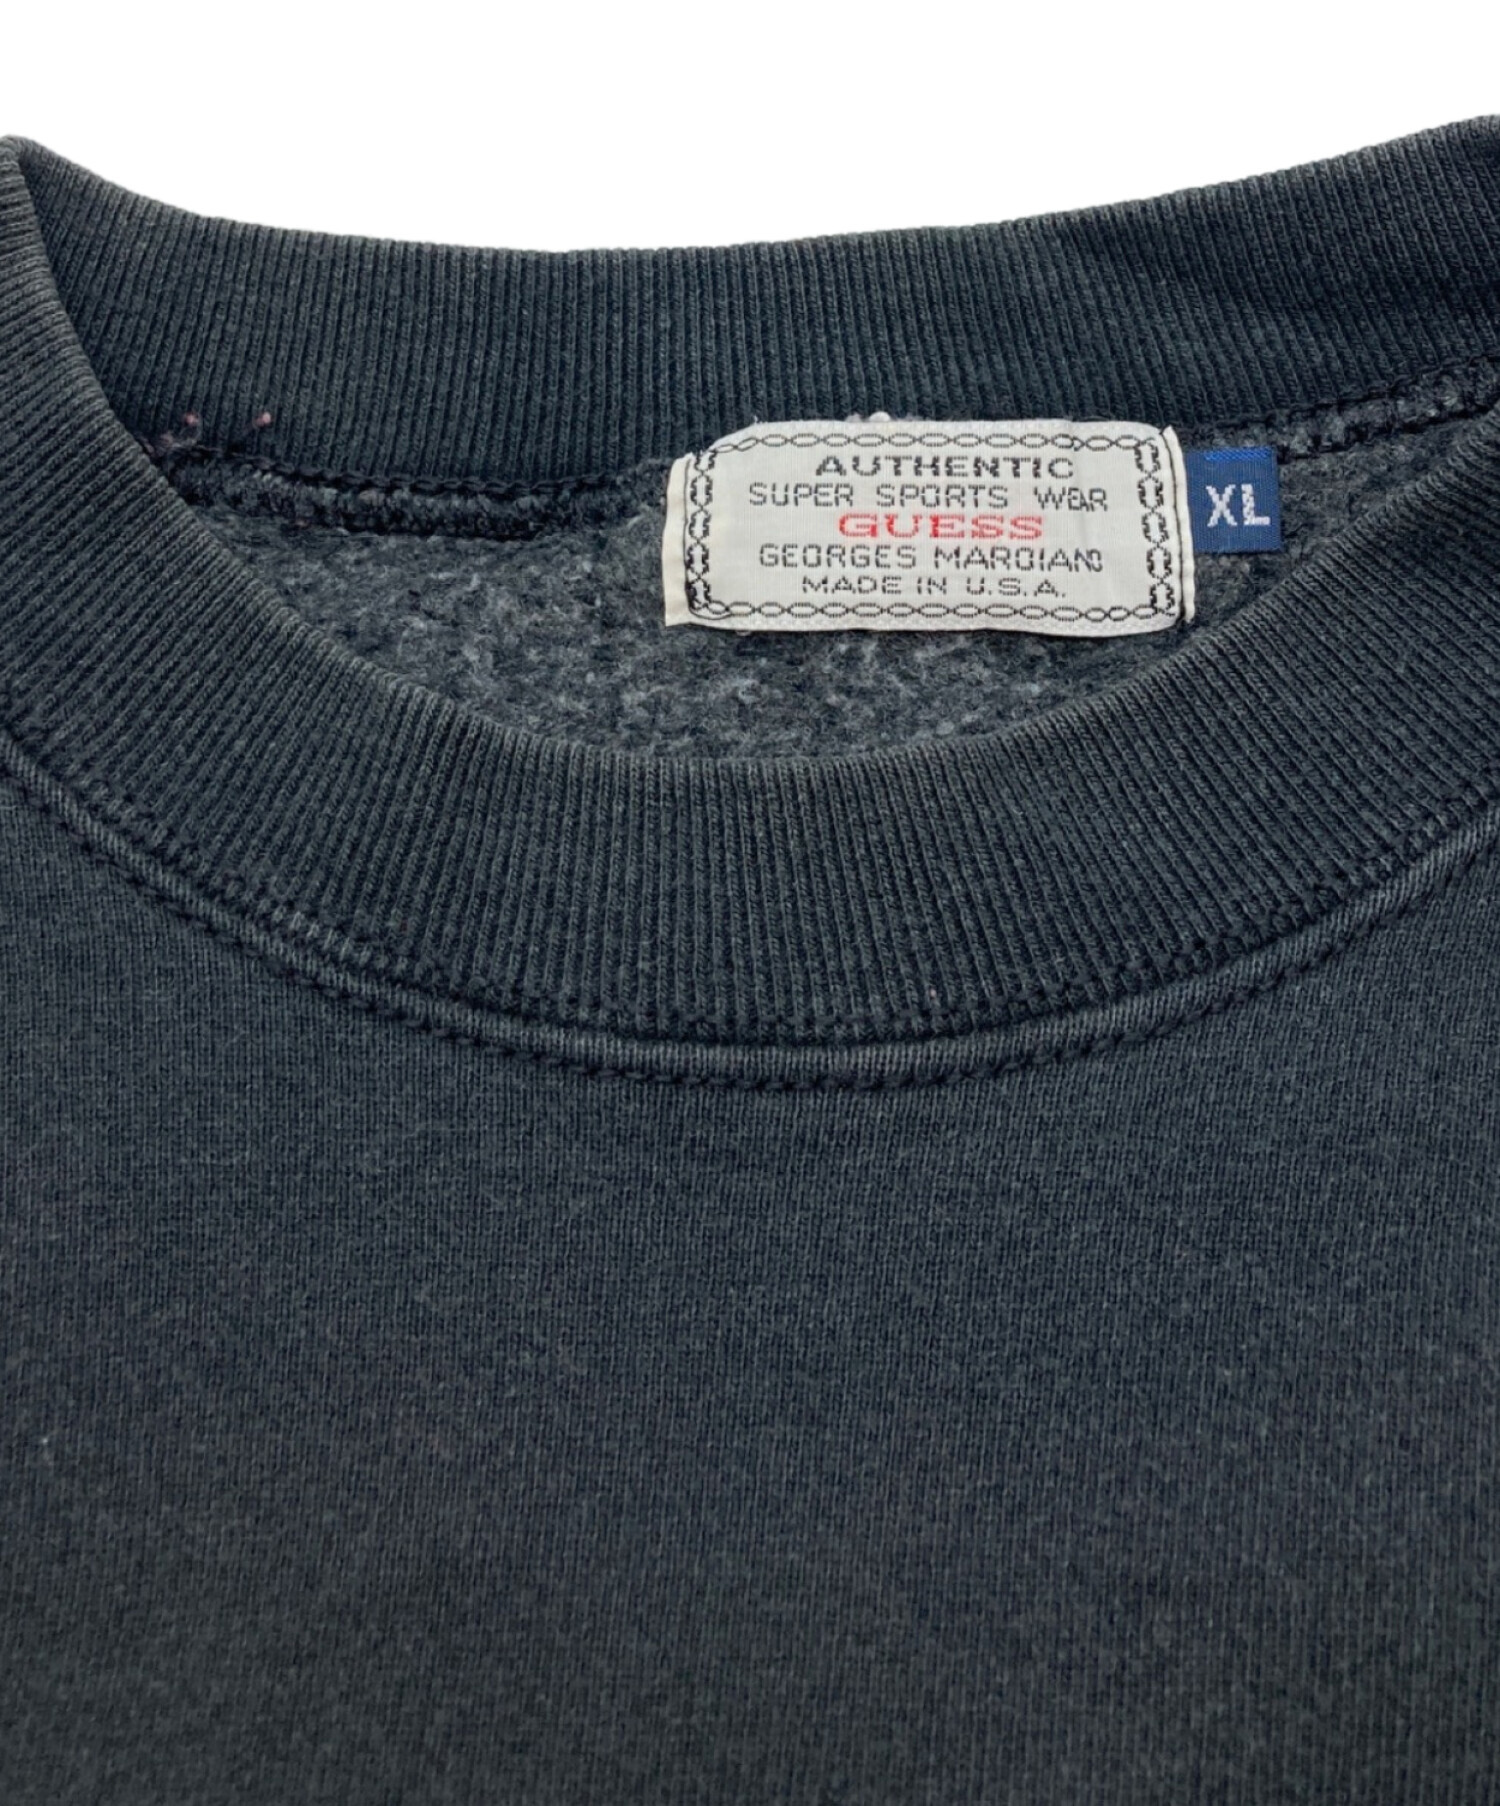 AUTHENTIC
SUPER SPORTS WEAR
GUESS
GEORGES MARCIANO
MADE IN U.S.A.
XL